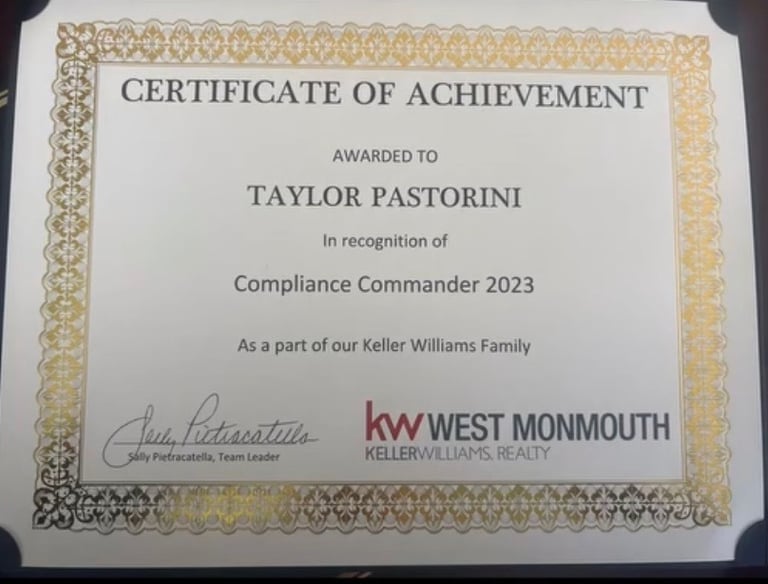 CERTIFICATE OF ACHIEVEMENT
AWARDED TO
TAYLOR PASTORINI
In recognition of
Compliance Commander 2023
As a part of our Keller Williams Family
Sally Pietracatella
Sally Pietracatella, Team Leader
kw WEST MONMOUTH
KELLERWILLIAMS. REALTY